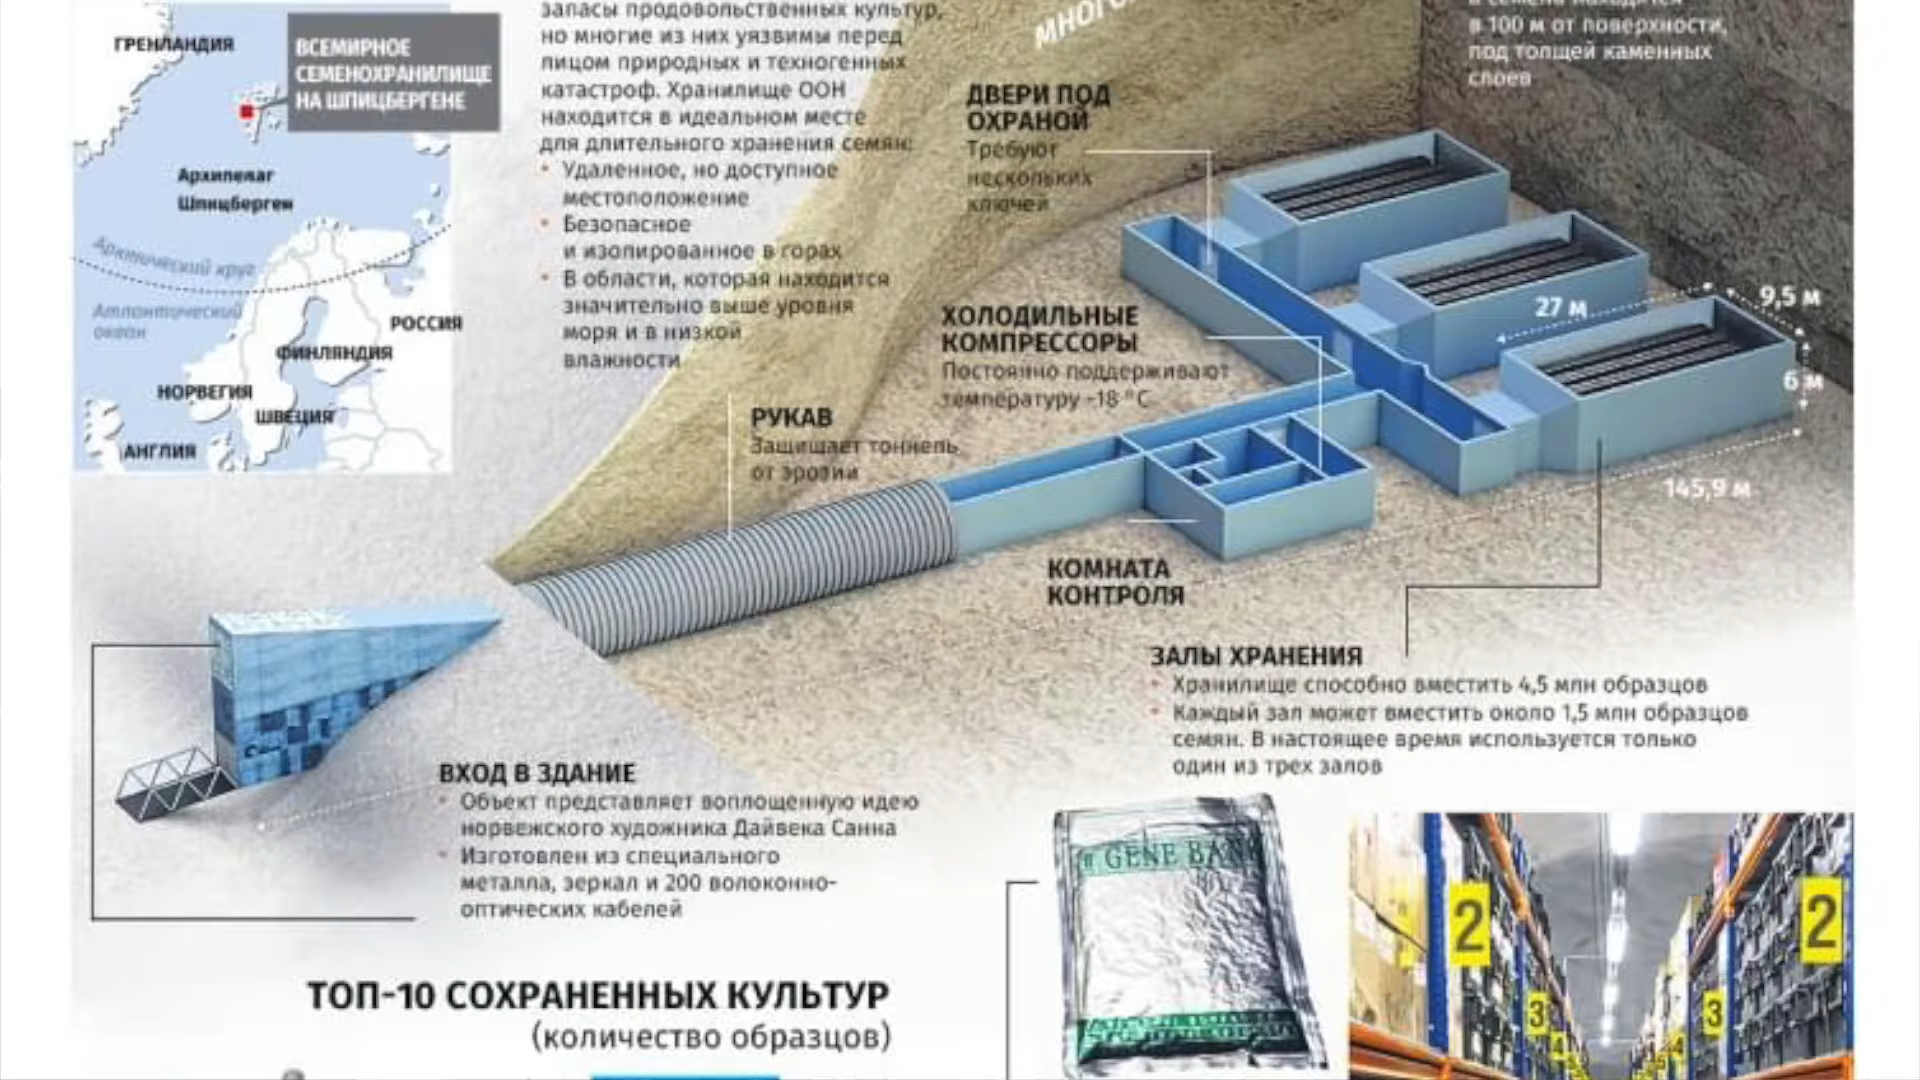 ГРЕНЛАНДИЯ
ВСЕМИРНОЕ
СЕМЕНОХРАНИЛИЩЕ
НА ШПИЦБЕРГЕНЕ
Архипелаг
Шпицберген
Арктический круг
Атлантический
океан
РОССИЯ
ФИНЛЯНДИЯ
НОРВЕГИЯ
ШВЕЦИЯ
АНГЛИЯ
запасы продовольственных культур,
но многие из них уязвимы перед
лицом природных и техногенных
катастроф. Хранилище ООН
находится в идеальном месте
для длительного хранения семян:
• Удаленное, но доступное
местоположение
• Безопасное
и изолированное в горах
• В области, которая находится
значительно выше уровня
моря и в низкой
влажности
в 100 м от поверхности,
под толщей каменных
слоев
ДВЕРИ ПОД
ОХРАНОЙ
Требуют
нескольких
ключей
ХОЛОДИЛЬНЫЕ
КОМПРЕССОРЫ
Постоянно поддерживают
температуру -18 °C
РУКАВ
Защищает тоннель
от эрозии
27 м
9,5 м
6 м
145,9 м
КОМНАТА
КОНТРОЛЯ
ЗАЛЫ ХРАНЕНИЯ
• Хранилище способно вместить 4,5 млн образцов
• Каждый зал может вместить около 1,5 млн образцов
семян. В настоящее время используется только
один из трех залов
ВХОД В ЗДАНИЕ
• Объект представляет воплощенную идею
норвежского художника Дайвека Санна
• Изготовлен из специального
металла, зеркал и 200 волоконно-
оптических кабелей
GENE BANK
2
2
3
3
4
4
ТОП-10 СОХРАНЕННЫХ КУЛЬТУР
(количество образцов)